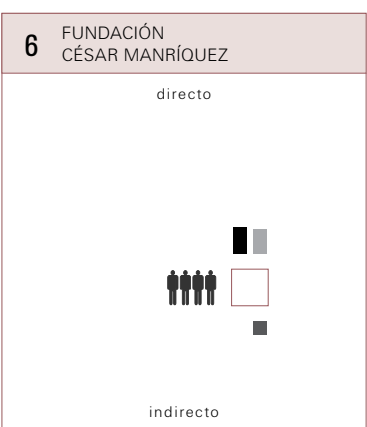 6
FUNDACIÓN
CÉSAR MANRÍQUEZ
directo
indirecto